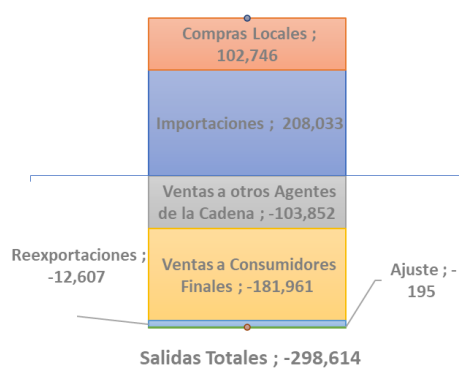 Compras Locales ;
102,746
Importaciones ; 208,033
Ventas a otros Agentes
de la Cadena ; -103,852
Reexportaciones ;
-12,607
Ventas a Consumidores
Finales ; -181,961
Ajuste ; -
195
Salidas Totales ; -298,614